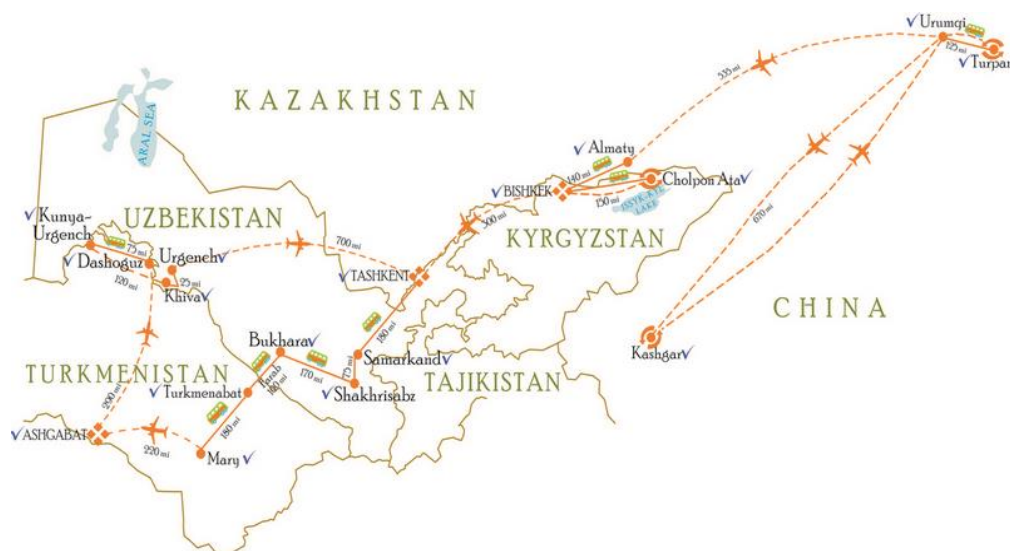 Urumqi
125 mi
Turpan
535 mi
KAZAKHSTAN
ARAL SEA
Almaty
140 mi
BISHKEK
Cholpon Ata
150 mi
ISSYK-KYL
LAKE
300 mi
KYRGYZSTAN
670 mi
UZBEKISTAN
Kunya-
Urgench
75 mi
Dashoguz
Urgench
700 mi
TASHKENT
120 mi
25 mi
Khiva
CHINA
180 mi
Bukhara
Samarkand
Kashgar
TURKMENISTAN
Farab
170 mi
75 mi
TAJIKISTAN
Turkmenabat
Shakhrisabz
290 mi
ASHGABAT
180 mi
220 mi
Mary